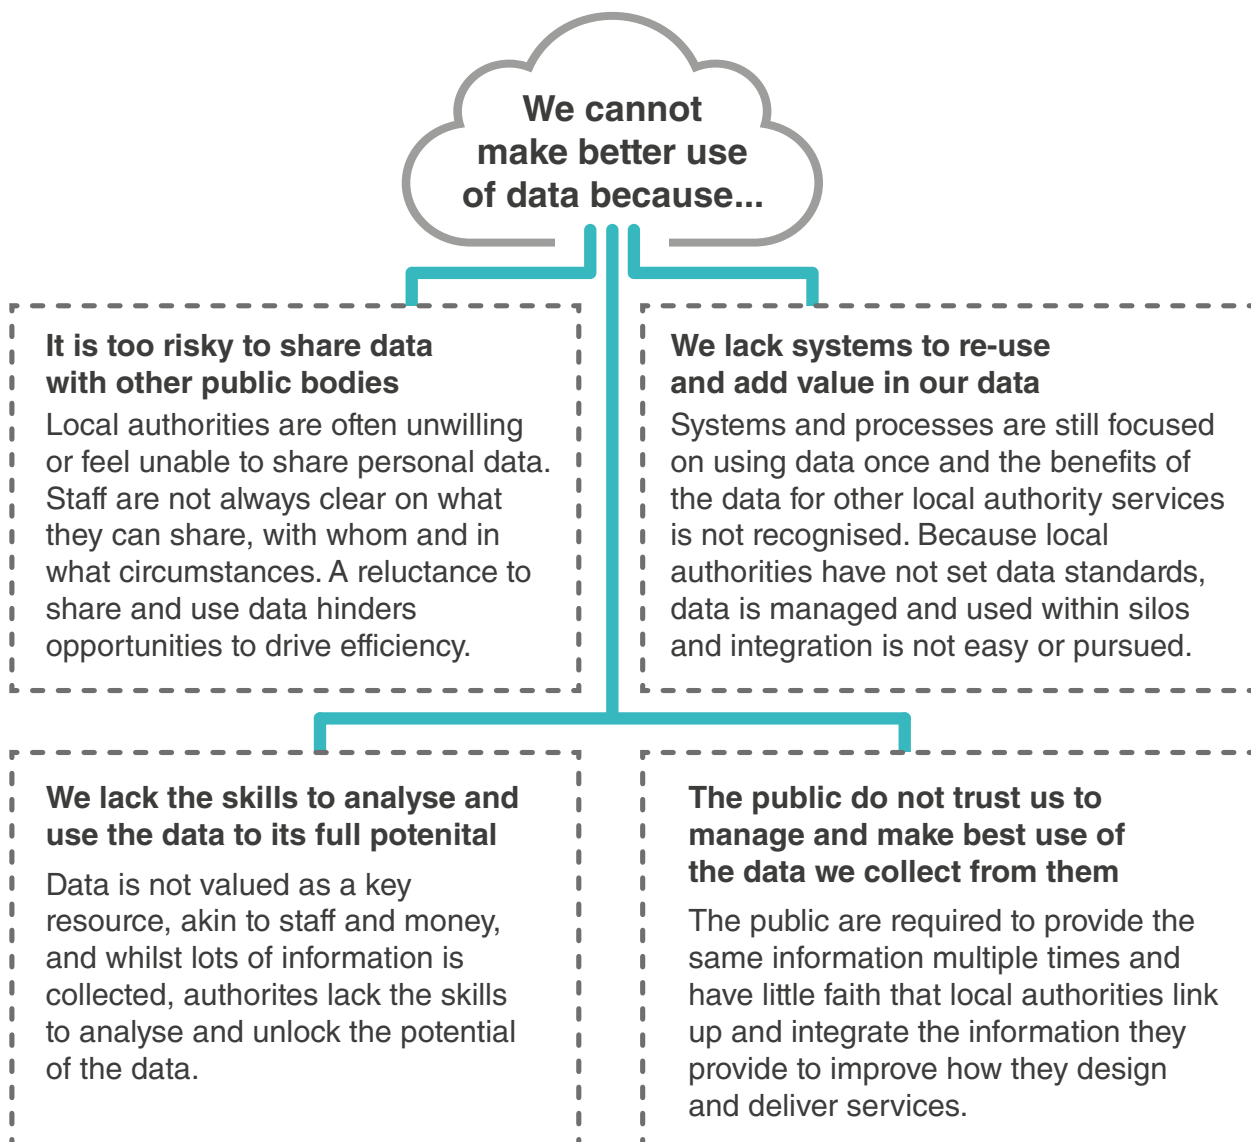 We cannot
make better use
of data because...
It is too risky to share data
with other public bodies
Local authorities are often unwilling
or feel unable to share personal data.
Staff are not always clear on what
they can share, with whom and in
what circumstances. A reluctance to
share and use data hinders
opportunities to drive efficiency.
We lack systems to re-use
and add value in our data
Systems and processes are still focused
on using data once and the benefits of
the data for other local authority services
is not recognised. Because local
authorities have not set data standards,
data is managed and used within silos
and integration is not easy or pursued.
We lack the skills to analyse and
use the data to its full potenital
Data is not valued as a key
resource, akin to staff and money,
and whilst lots of information is
collected, authorites lack the skills
to analyse and unlock the potential
of the data.
The public do not trust us to
manage and make best use of
the data we collect from them
The public are required to provide the
same information multiple times and
have little faith that local authorities link
up and integrate the information they
provide to improve how they design
and deliver services.